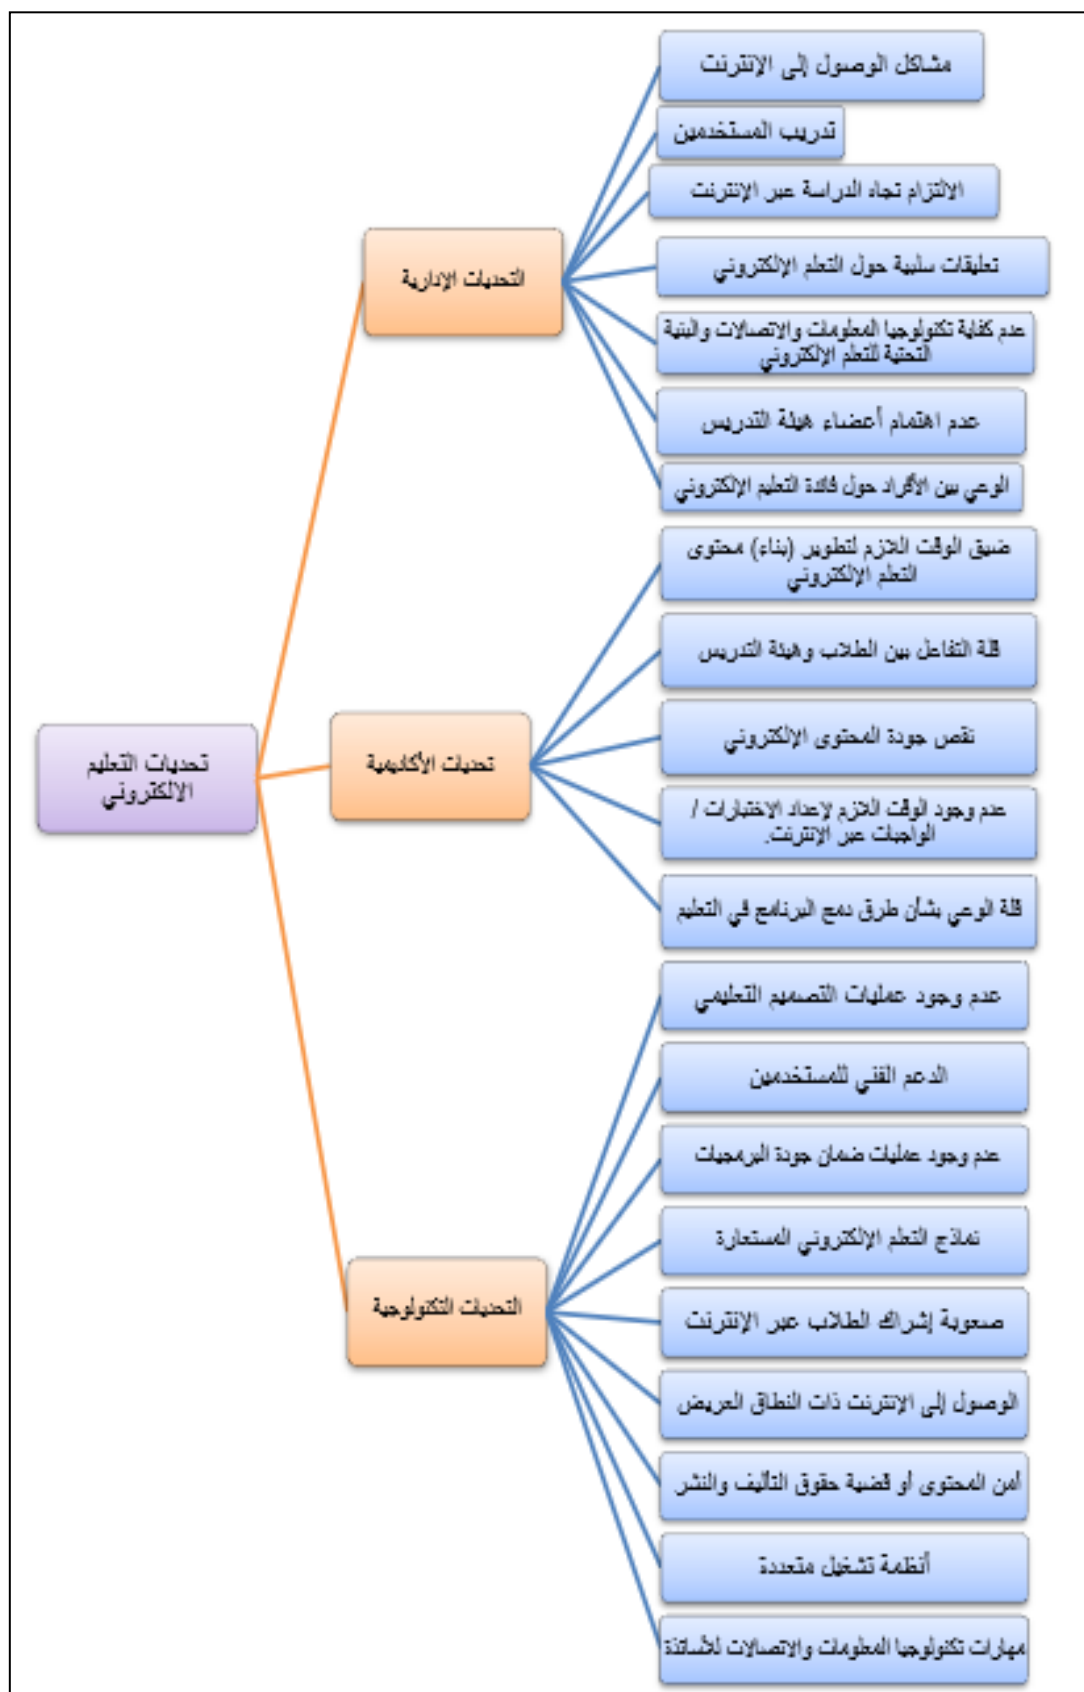 تحديات التعليم
الالكتروني
التحديات الإدارية
مشاكل الوصول إلى الإنترنت
تدريب المستخدمين
الالتزام تجاه الدراسة عبر الإنترنت
تعليقات سلبية حول التعلم الإلكتروني
عدم كفاية تكنولوجيا المعلومات والاتصالات والبنية
التحتية للتعلم الإلكتروني
عدم اهتمام أعضاء هيئة التدريس
الوعي بين الأفراد حول فائدة التعليم الإلكتروني
تحديات الأكاديمية
ضيق الوقت اللازم لتطوير (بناء) محتوى
التعلم الإلكتروني
قلة التفاعل بين الطلاب وهيئة التدريس
نقص جودة المحتوى الإلكتروني
عدم وجود الوقت اللازم لإعداد الاختبارات /
الواجبات عبر الإنترنت.
قلة الوعي بشأن طرق دمج البرنامج في التعليم
التحديات التكنولوجية
عدم وجود عمليات التصميم التعليمي
الدعم الفني للمستخدمين
عدم وجود عمليات ضمان جودة البرمجيات
نماذج التعلم الإلكتروني المستعارة
صعوبة إشراك الطلاب عبر الإنترنت
الوصول إلى الإنترنت ذات النطاق العريض
أمن المحتوى أو قضية حقوق التأليف والنشر.
أنظمة تشغيل متعددة
مهارات تكنولوجيا المعلومات والاتصالات للأساتذة